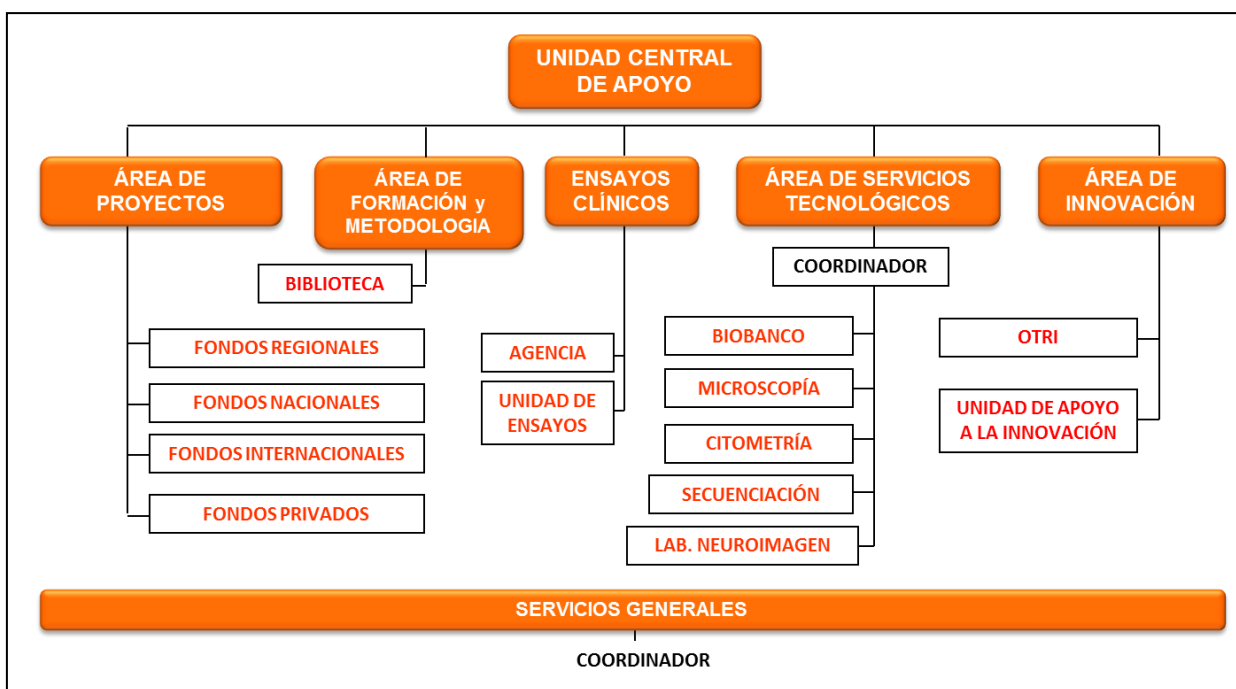 UNIDAD CENTRAL
DE APOYO
ÁREA DE
PROYECTOS
ÁREA DE
FORMACIÓN y
METODOLOGIA
ENSAYOS
CLÍNICOS
ÁREA DE SERVICIOS
TECNOLÓGICOS
ÁREA DE
INNOVACIÓN
BIBLIOTECA
COORDINADOR
FONDOS REGIONALES
FONDOS NACIONALES
FONDOS INTERNACIONALES
FONDOS PRIVADOS
AGENCIA
UNIDAD DE
ENSAYOS
BIOBANCO
MICROSCOPÍA
CITOMETRÍA
SECUENCIACIÓN
LAB. NEUROIMAGEN
OTRI
UNIDAD DE APOYO
A LA INNOVACIÓN
SERVICIOS GENERALES
COORDINADOR